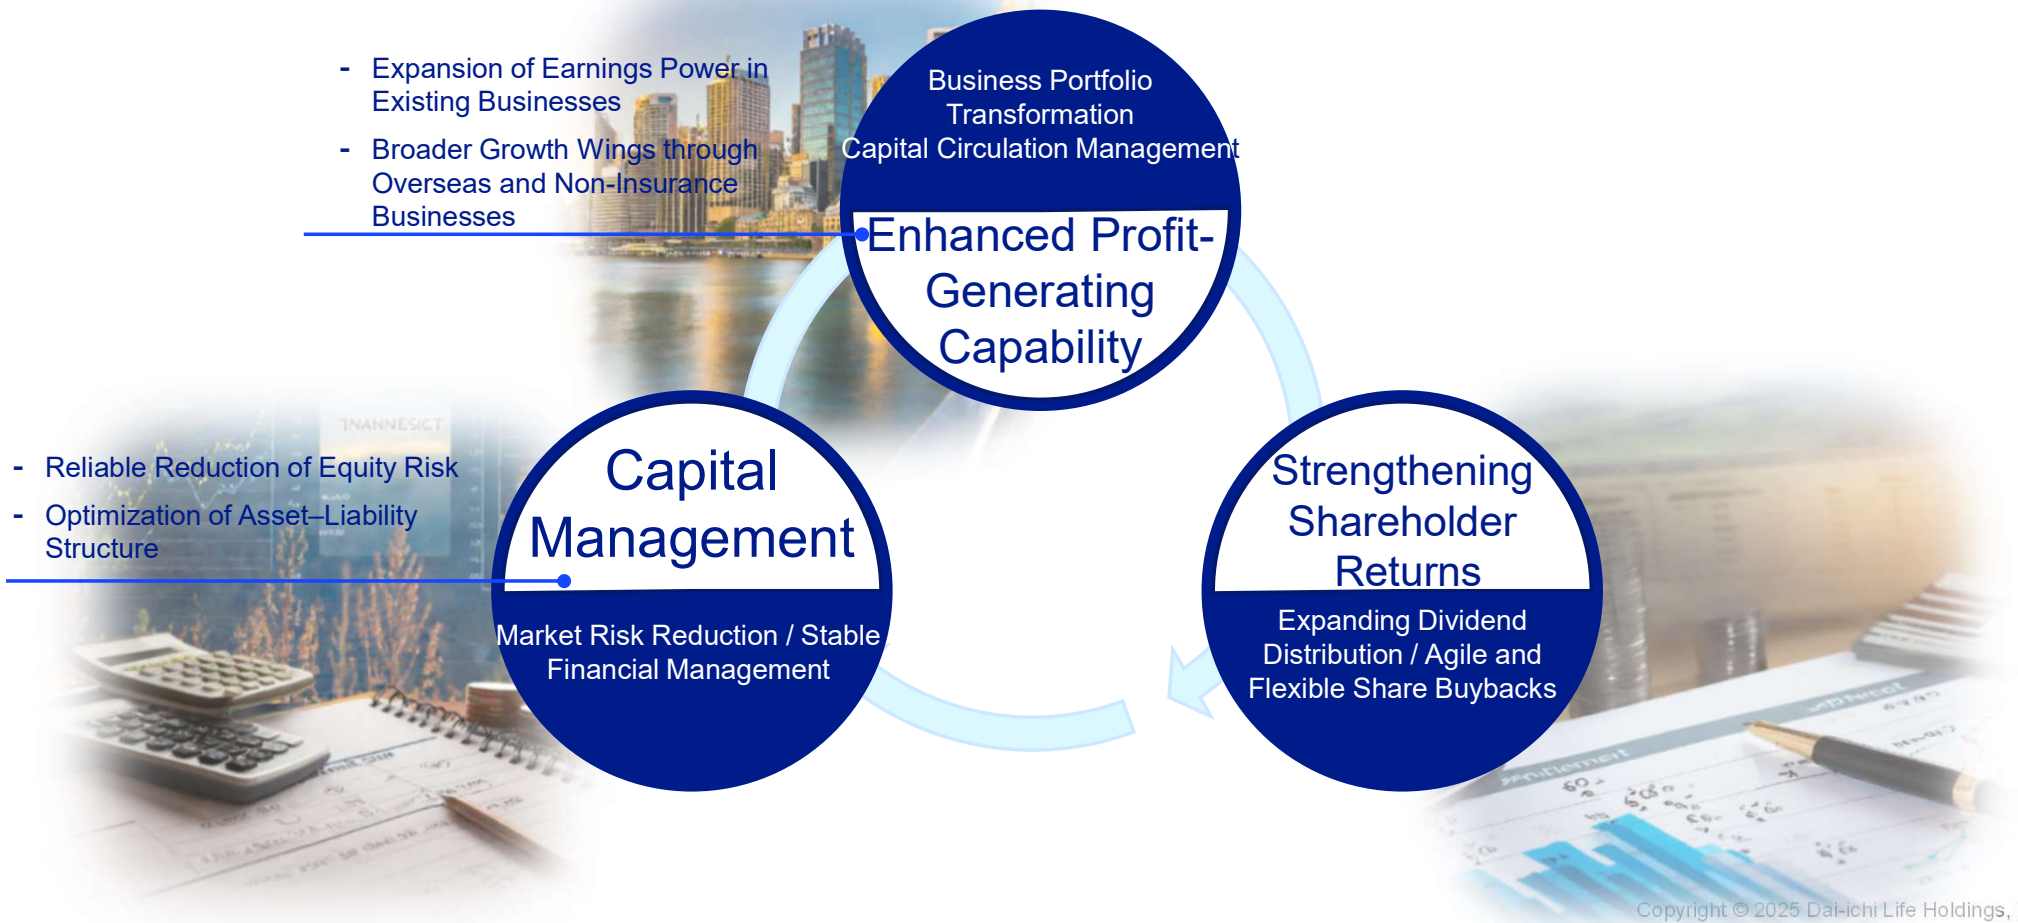 - Expansion of Earnings Power in
Existing Businesses
- Broader Growth Wings through
Overseas and Non-Insurance
Businesses
Business Portfolio
Transformation
Capital Circulation Management
Enhanced Profit-
Generating
Capability
- Reliable Reduction of Equity Risk
- Optimization of Asset–Liability
Structure
Capital
Management
Market Risk Reduction / Stable
Financial Management
Strengthening
Shareholder
Returns
Expanding Dividend
Distribution / Agile and
Flexible Share Buybacks
Copyright © 2025 Dai-ichi Life Holdings,